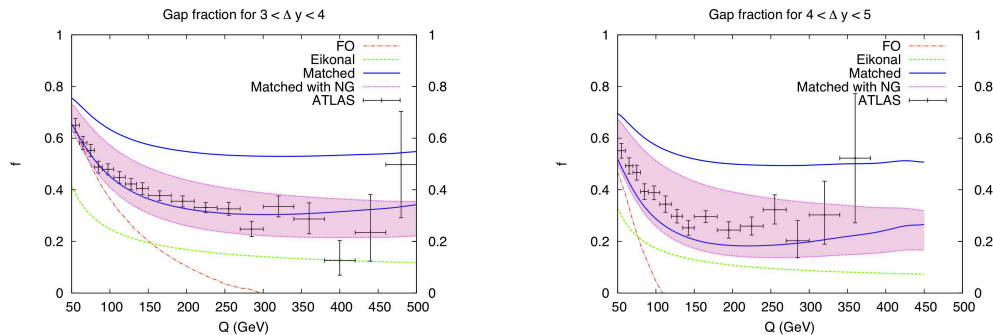 Gap fraction for 3 < Δ y < 4
f
1
0.8
0.6
0.4
0.2
0
1
0.8
0.6
0.4
0.2
0
FO
Eikonal
Matched
Matched with NG
ATLAS
50 100 150 200 250 300 350 400 450 500
Q (GeV)
Gap fraction for 4 < Δ y < 5
f
1
0.8
0.6
0.4
0.2
0
1
0.8
0.6
0.4
0.2
0
FO
Eikonal
Matched
Matched with NG
ATLAS
50 100 150 200 250 300 350 400 450 500
Q (GeV)